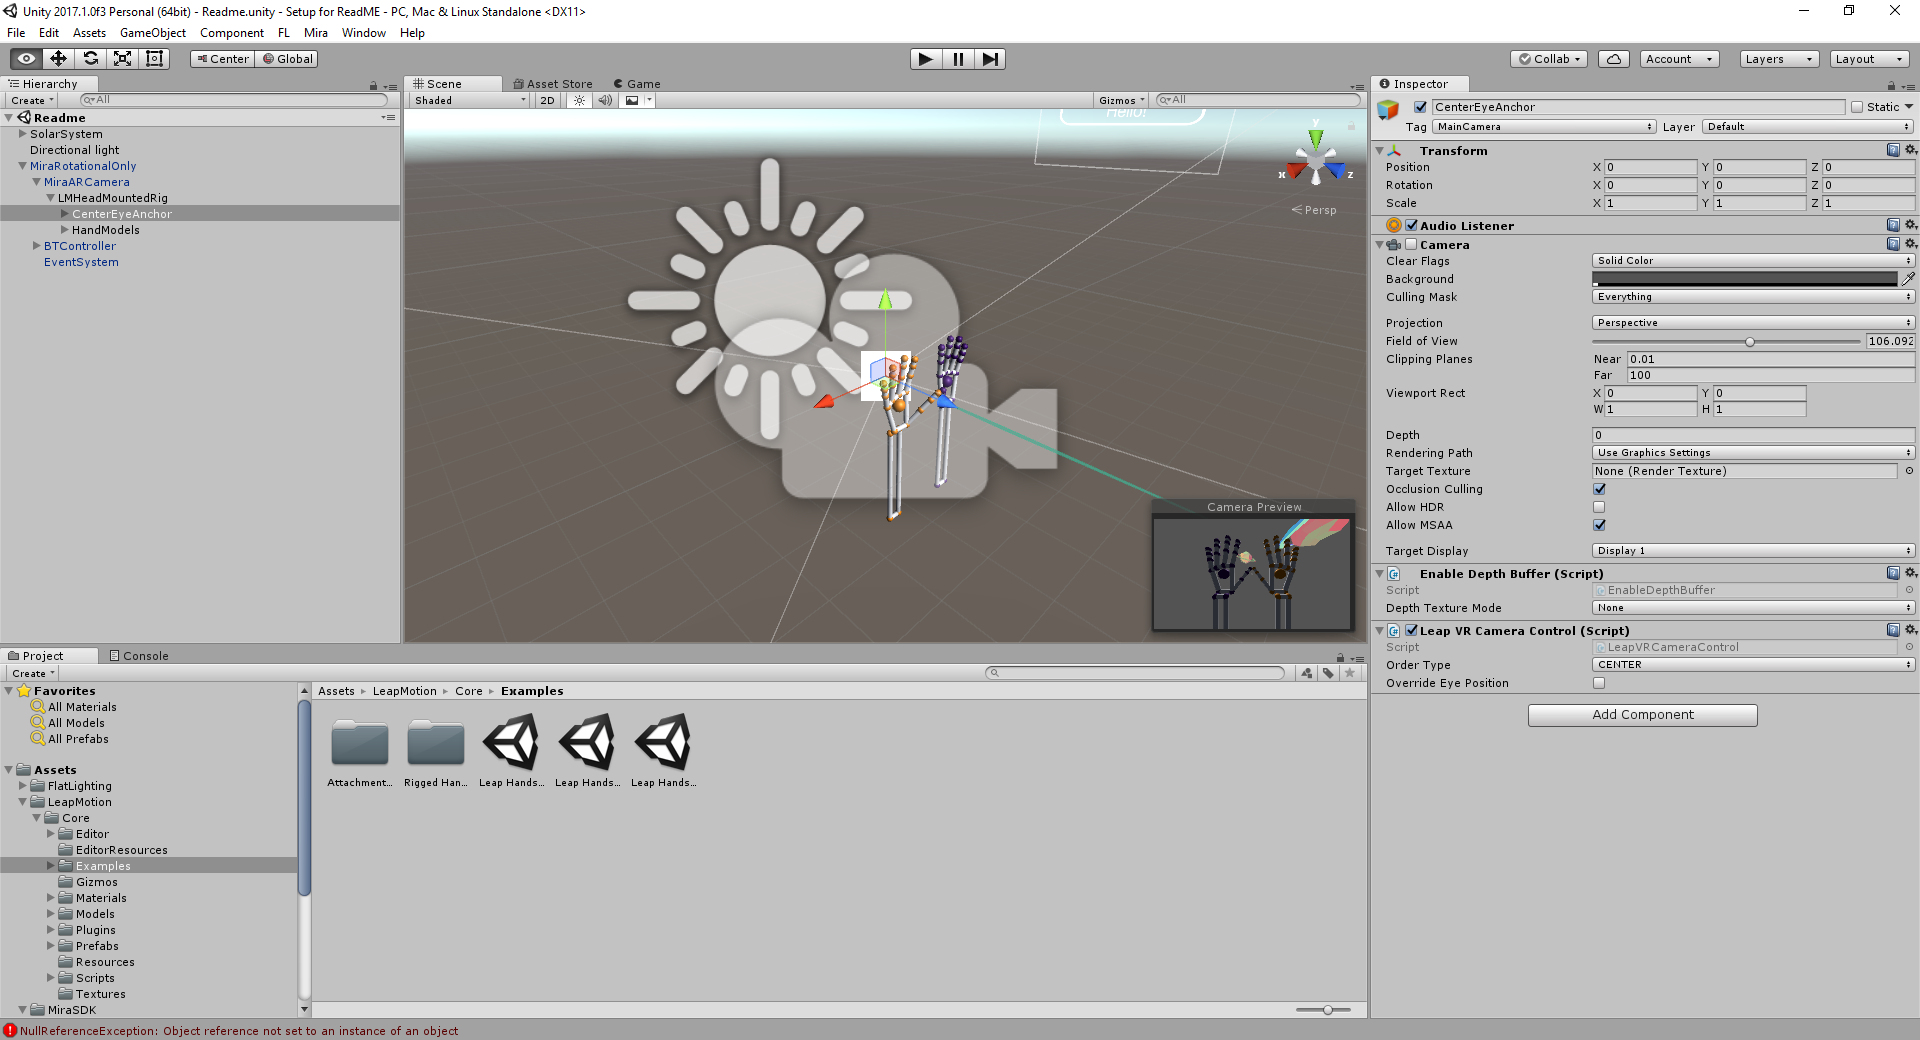 Unity 2017.1.0f3 Personal (64bit) - Readme.unity - Setup for ReadME - PC, Mac & Linux Standalone <DX11>
File Edit Assets GameObject Component FL Mira Window Help
Center Global
Collab Account Layers Layout
Hierarchy
Create All
Readme
SolarSystem
Directional light
MiraRotationalOnly
MiraARCamera
LMHeadMountedRig
CenterEyeAnchor
HandModels
BTController
EventSystem
Scene Asset Store Game
Shaded 2D Gizmos All
Hello!
y
x z
Persp
Camera Preview
Inspector
CenterEyeAnchor Static
Tag MainCamera Layer Default
Transform
Position X 0 Y 0 Z 0
Rotation X 0 Y 0 Z 0
Scale X 1 Y 1 Z 1
Audio Listener
Camera
Clear Flags Solid Color
Background
Culling Mask Everything
Projection Perspective
Field of View 106.092
Clipping Planes Near 0.01
Far 100
Viewport Rect X 0 Y 0
W 1 H 1
Depth 0
Rendering Path Use Graphics Settings
Target Texture None (Render Texture)
Occlusion Culling
Allow HDR
Allow MSAA
Target Display Display 1
Enable Depth Buffer (Script)
Script EnableDepthBuffer
Depth Texture Mode None
Leap VR Camera Control (Script)
Script LeapVRCameraControl
Order Type CENTER
Override Eye Position
Add Component
Project Console
Create
Favorites
All Materials
All Models
All Prefabs
Assets
FlatLighting
LeapMotion
Core
Editor
EditorResources
Examples
Gizmos
Materials
Models
Plugins
Prefabs
Resources
Scripts
Textures
MiraSDK
Assets LeapMotion Core Examples
Attachment... Rigged Han... Leap Hands... Leap Hands... Leap Hands...
NullReferenceException: Object reference not set to an instance of an object